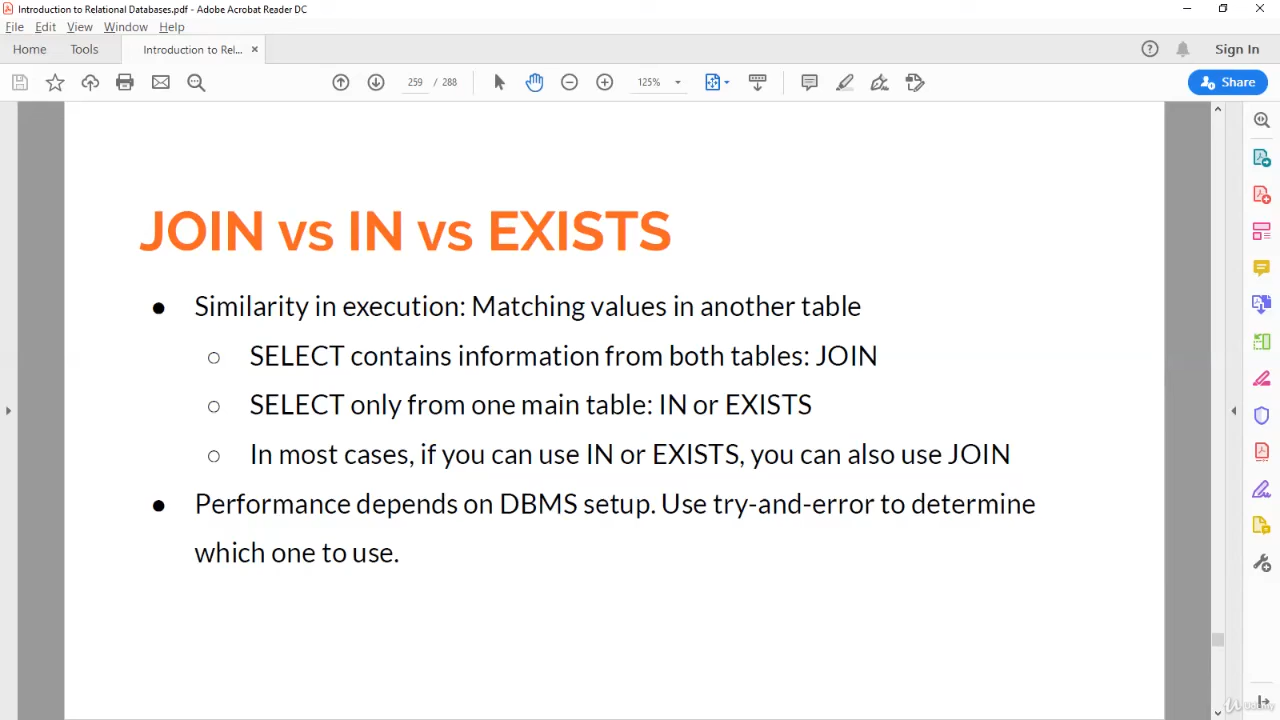 Introduction to Relational Databases.pdf - Adobe Acrobat Reader DC
File Edit View Window Help
Home Tools Introduction to Rel... × Sign In
259 / 288 125% Share
JOIN vs IN vs EXISTS
● Similarity in execution: Matching values in another table
○ SELECT contains information from both tables: JOIN
○ SELECT only from one main table: IN or EXISTS
○ In most cases, if you can use IN or EXISTS, you can also use JOIN
● Performance depends on DBMS setup. Use try-and-error to determine
which one to use.
Udemy